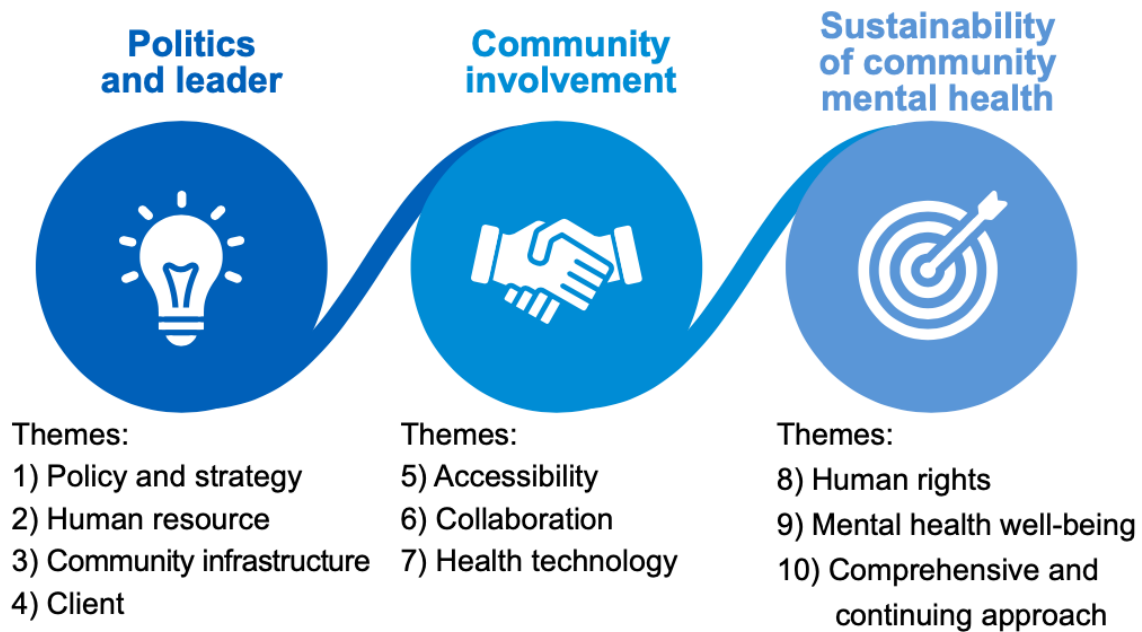 Politics
and leader
Community
involvement
Sustainability
of community
mental health
Themes:
1) Policy and strategy
2) Human resource
3) Community infrastructure
4) Client
Themes:
5) Accessibility
6) Collaboration
7) Health technology
Themes:
8) Human rights
9) Mental health well-being
10) Comprehensive and
continuing approach